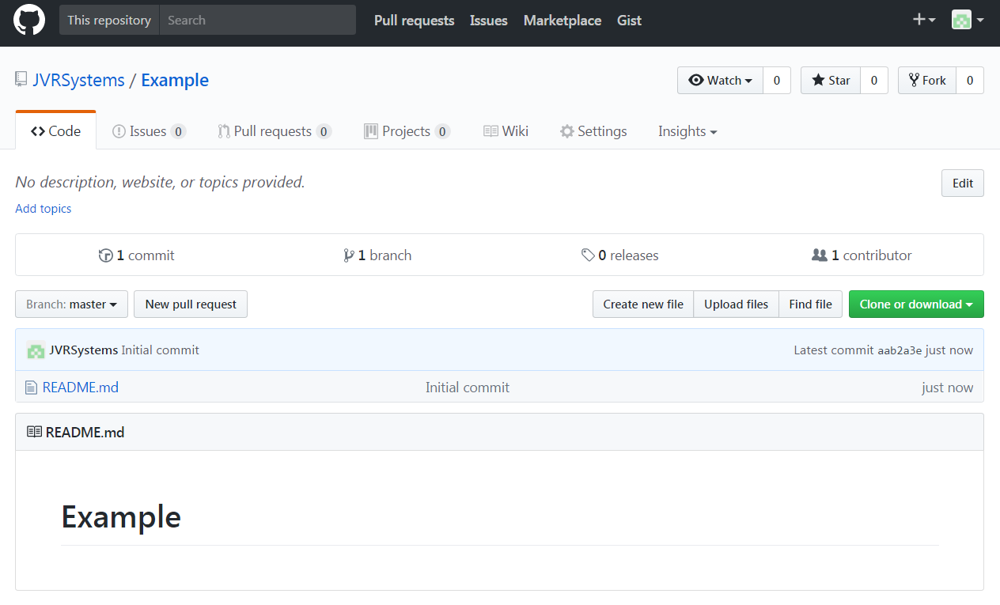 This repository Search Pull requests Issues Marketplace Gist
JVRSystems / Example Watch 0 Star 0 Fork 0
Code Issues 0 Pull requests 0 Projects 0 Wiki Settings Insights
No description, website, or topics provided. Edit
Add topics
1 commit 1 branch 0 releases 1 contributor
Branch: master New pull request Create new file Upload files Find file Clone or download
JVRSystems Initial commit Latest commit aab2a3e just now
README.md Initial commit just now
README.md
Example